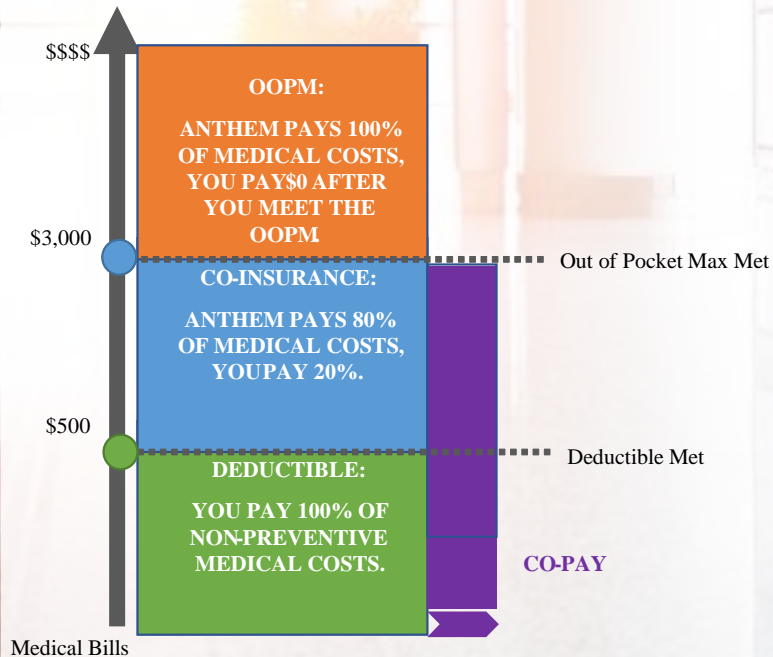 $$$$
OOPM:
ANTHEM PAYS 100%
OF MEDICAL COSTS,
YOU PAY$0 AFTER
YOU MEET THE
OOPM.
$3,000
Out of Pocket Max Met
CO-INSURANCE:
ANTHEM PAYS 80%
OF MEDICAL COSTS,
YOUPAY 20%.
$500
Deductible Met
DEDUCTIBLE:
YOU PAY 100% OF
NON-PREVENTIVE
MEDICAL COSTS.
CO-PAY
Medical Bills